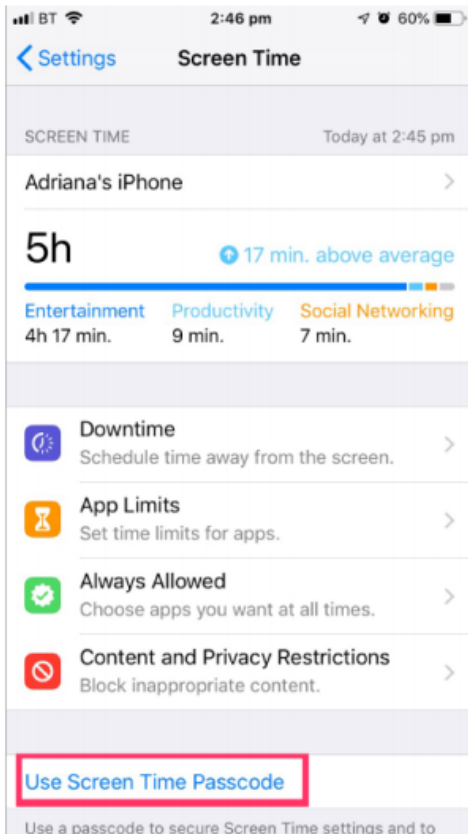 BT 2:46 pm 60%
Settings Screen Time
SCREEN TIME Today at 2:45 pm
Adriana's iPhone
5h 17 min. above average
Entertainment Productivity Social Networking
4h 17 min. 9 min. 7 min.
Downtime
Schedule time away from the screen.
App Limits
Set time limits for apps.
Always Allowed
Choose apps you want at all times.
Content and Privacy Restrictions
Block inappropriate content.
Use Screen Time Passcode
Use a passcode to secure Screen Time settings and to